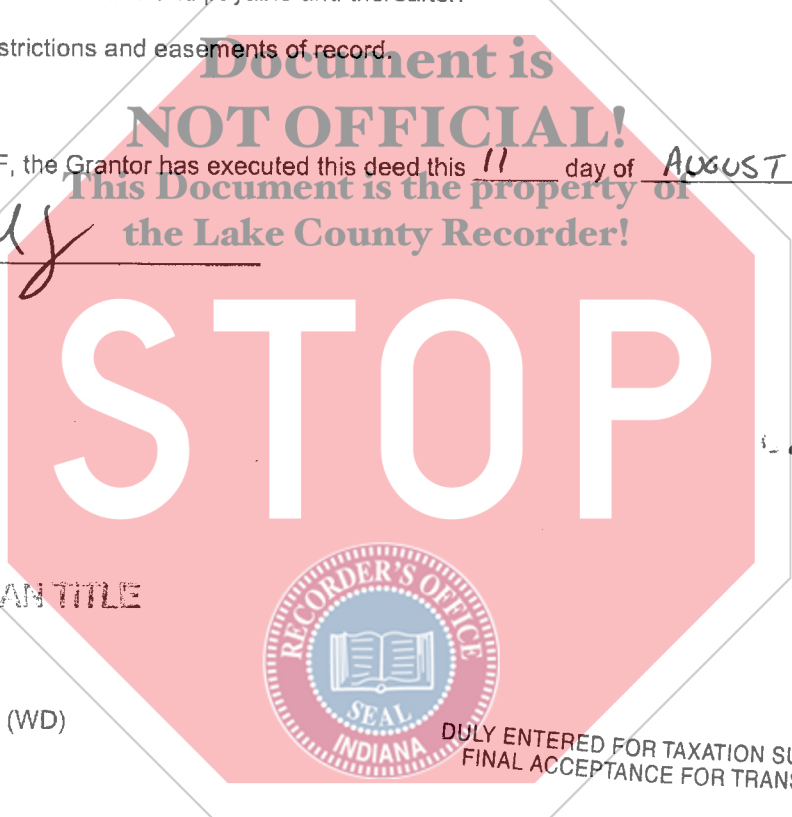 strictions and easements of record.
Document is
NOT OFFICIAL!
F, the Grantor has executed this deed this 11 day of AUGUST
This Document is the property of
the Lake County Recorder!
STOP
AN TITLE
RECORDER'S OFFICE
SEAL
INDIANA
(WD)
DULY ENTERED FOR TAXATION SU
FINAL ACCEPTANCE FOR TRANS